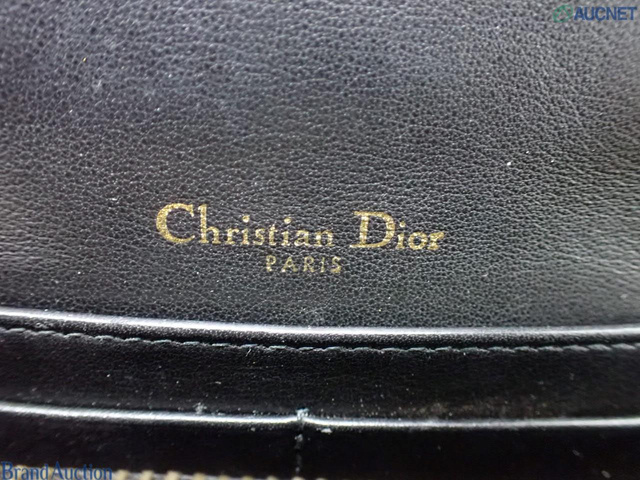 AUCNET
Christian Dior
PARIS
Brand Auction